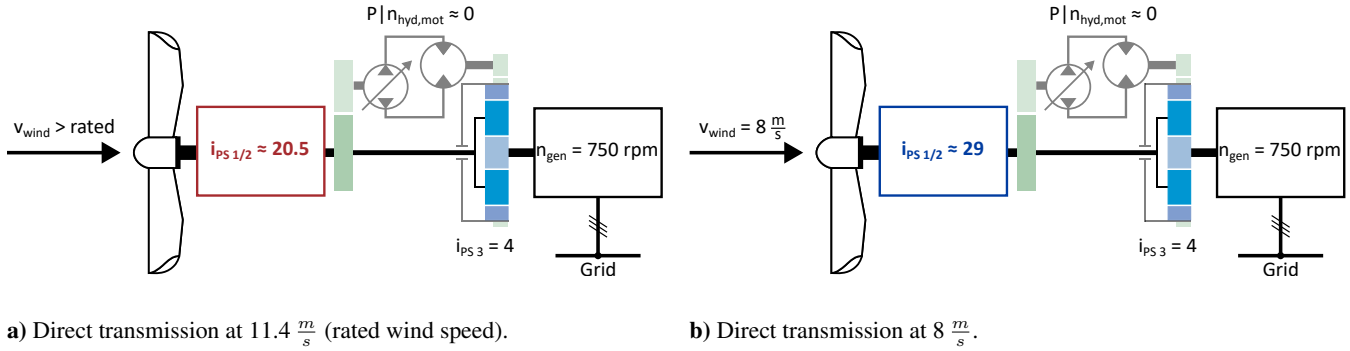 P|n_hyd,mot ≈ 0
v_wind > rated
i_PS 1/2 ≈ 20.5
n_gen = 750 rpm
i_PS 3 = 4
Grid
a) Direct transmission at 11.4 m/s (rated wind speed).
P|n_hyd,mot ≈ 0
v_wind = 8 m/s
i_PS 1/2 ≈ 29
n_gen = 750 rpm
i_PS 3 = 4
Grid
b) Direct transmission at 8 m/s.